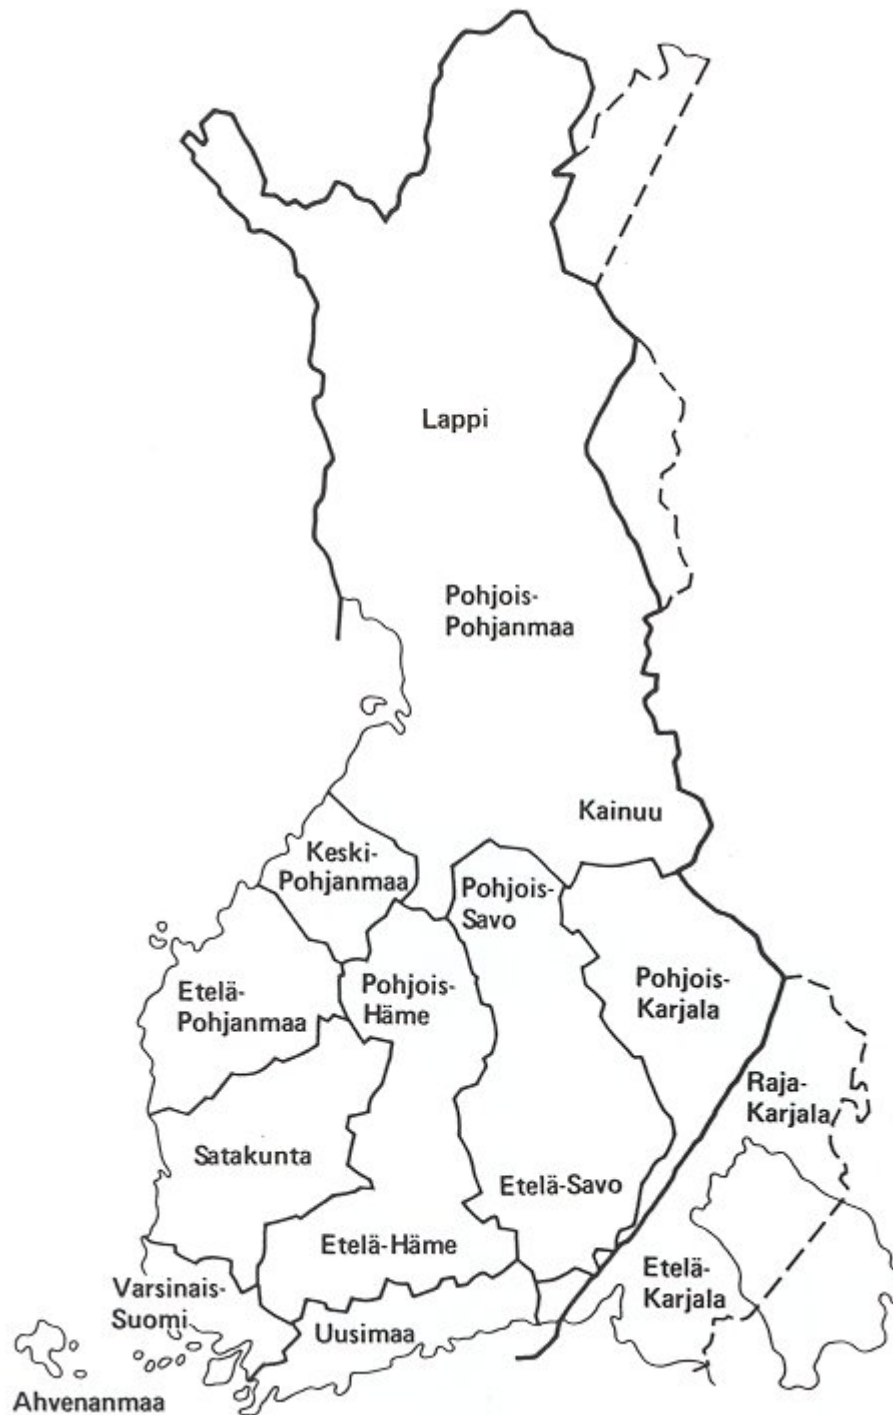 Lappi
Pohjois-
Pohjanmaa
Kainuu
Keski-
Pohjanmaa
Pohjois-
Savo
Etelä-
Pohjanmaa
Pohjois-
Häme
Pohjois-
Karjala
Raja-
Karjala
Satakunta
Etelä-Savo
Etelä-Häme
Etelä-
Karjala
Varsinais-
Suomi
Uusimaa
Ahvenanmaa